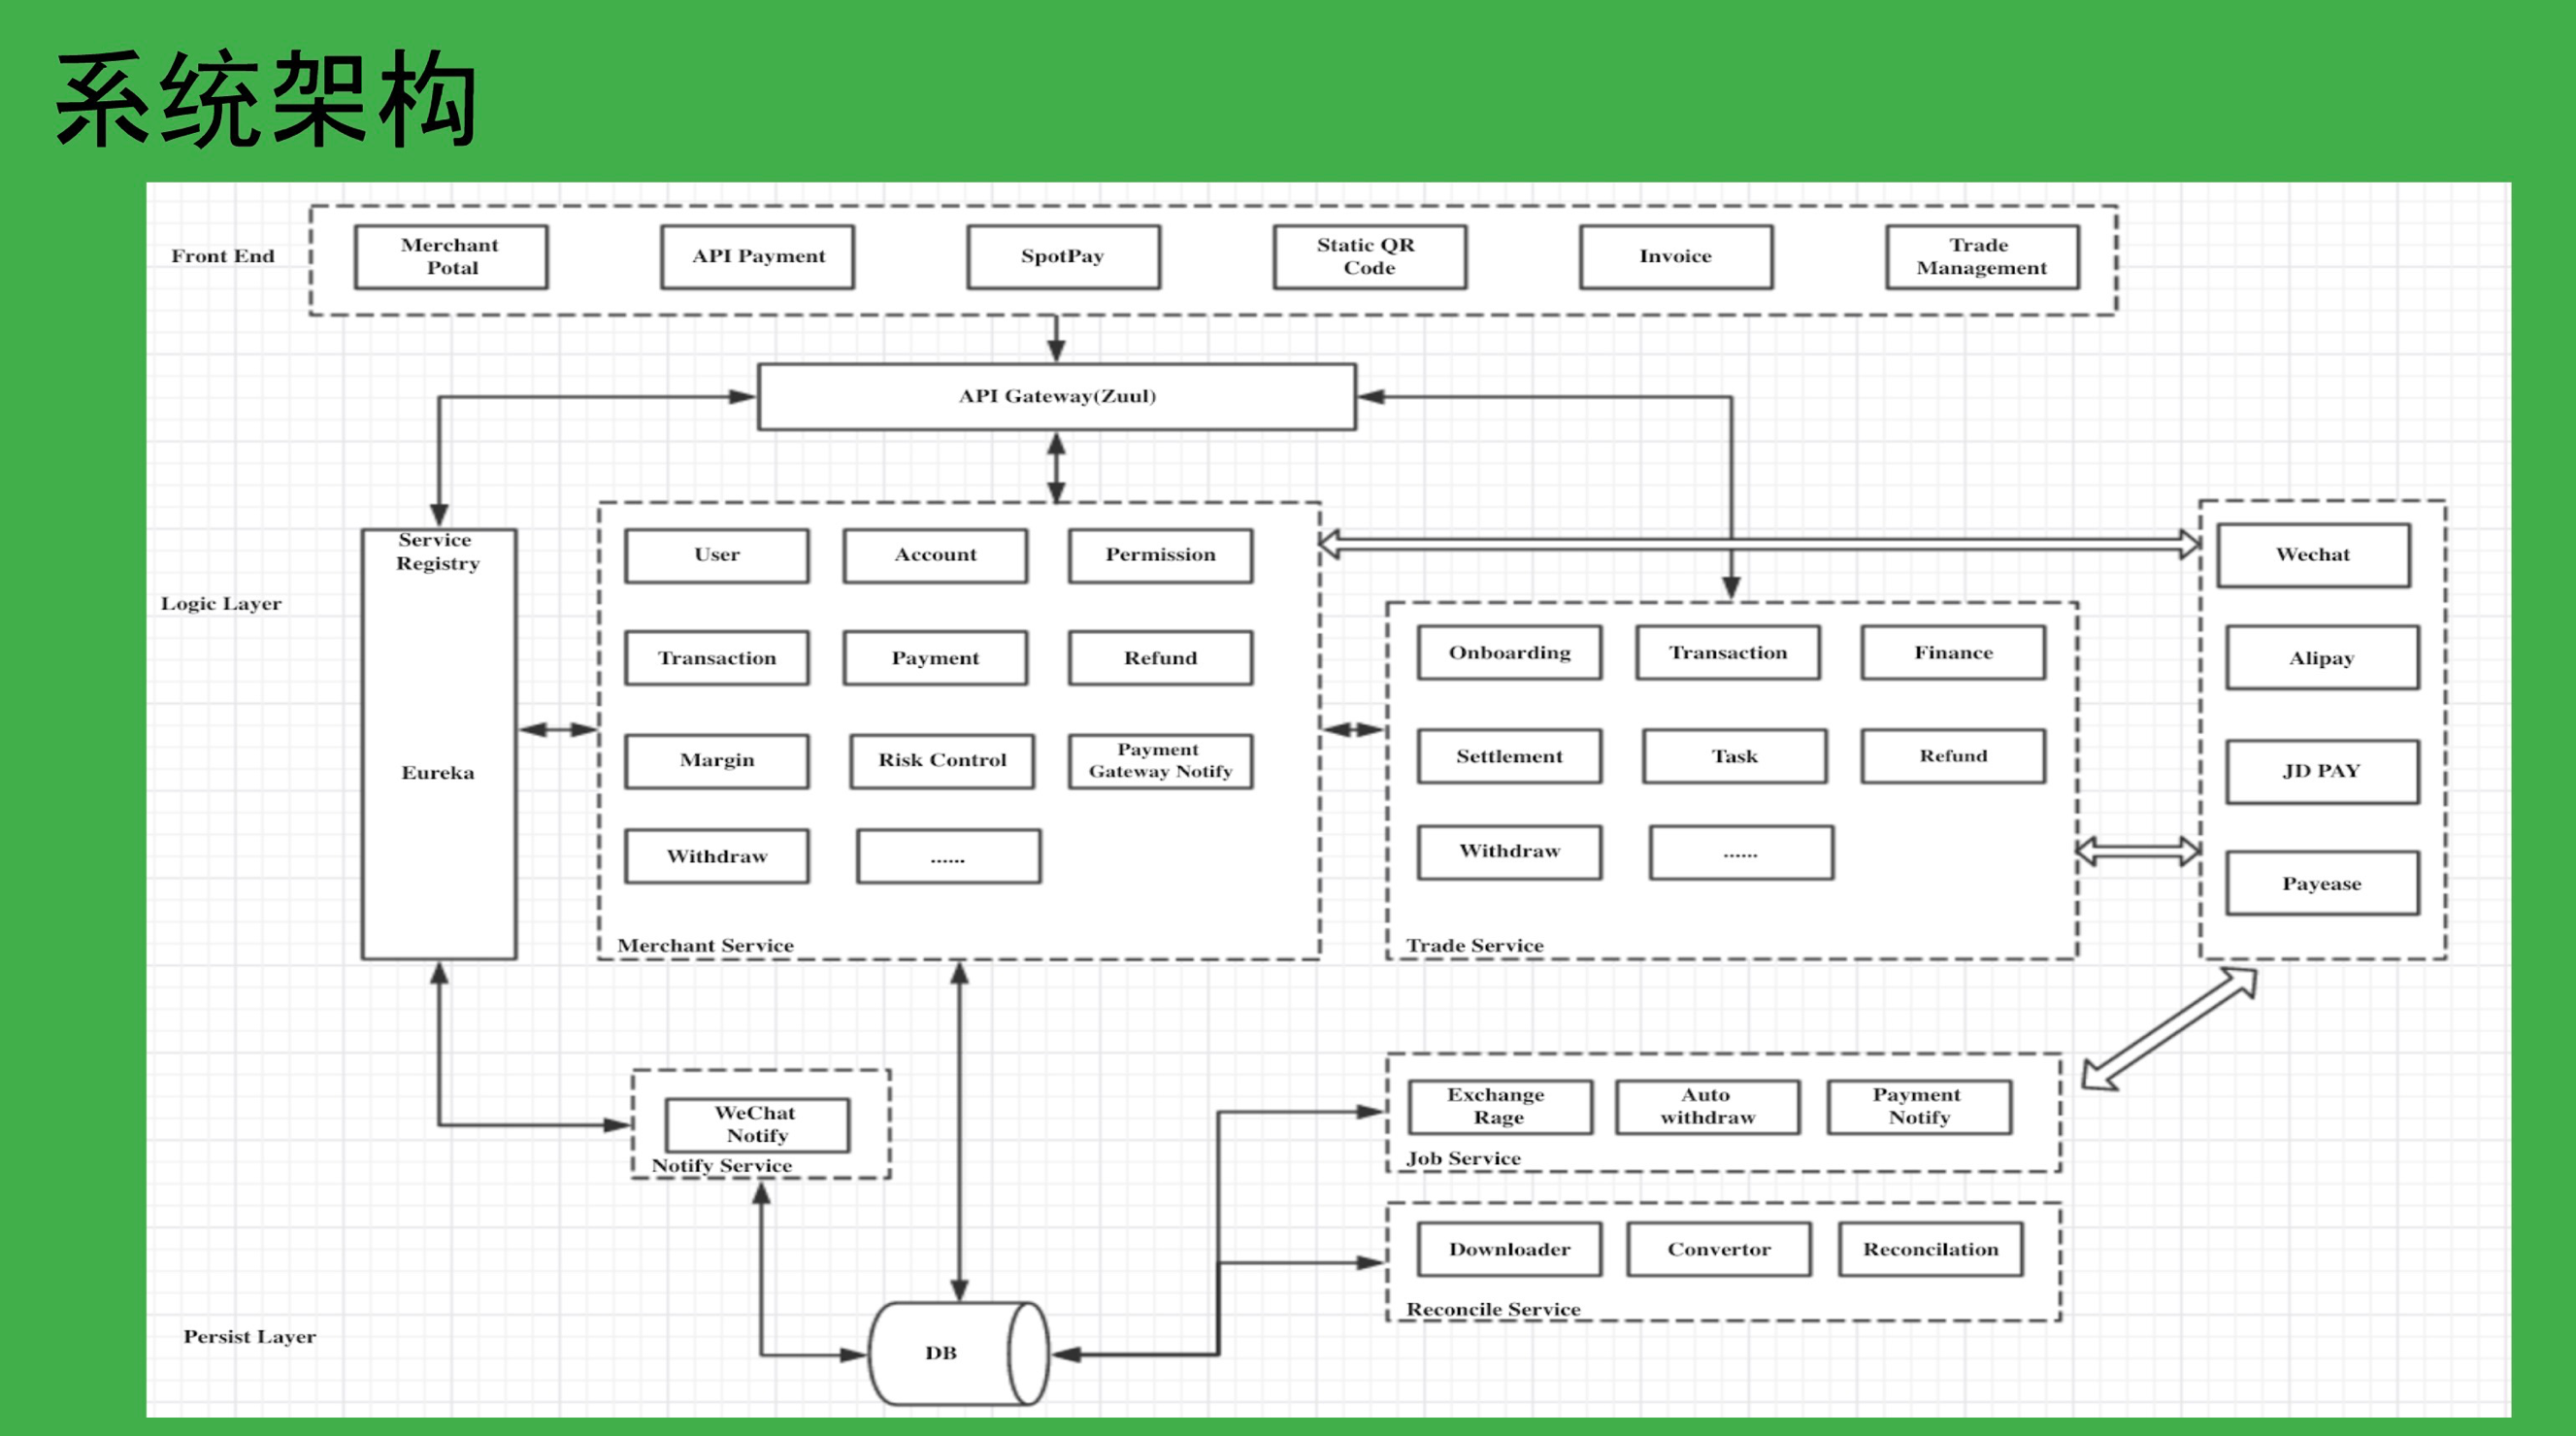 系统架构
Front End
Merchant
Potal
API Payment
SpotPay
Static QR
Code
Invoice
Trade
Management
API Gateway(Zuul)
Logic Layer
Service
Registry
Eureka
User
Account
Permission
Transaction
Payment
Refund
Margin
Risk Control
Payment
Gateway Notify
Withdraw
......
Merchant Service
Onboarding
Transaction
Finance
Settlement
Task
Refund
Withdraw
......
Trade Service
Wechat
Alipay
JD PAY
Payease
WeChat
Notify
Notify Service
Exchange
Rage
Auto
withdraw
Payment
Notify
Job Service
Downloader
Convertor
Reconcilation
Reconcile Service
Persist Layer
DB